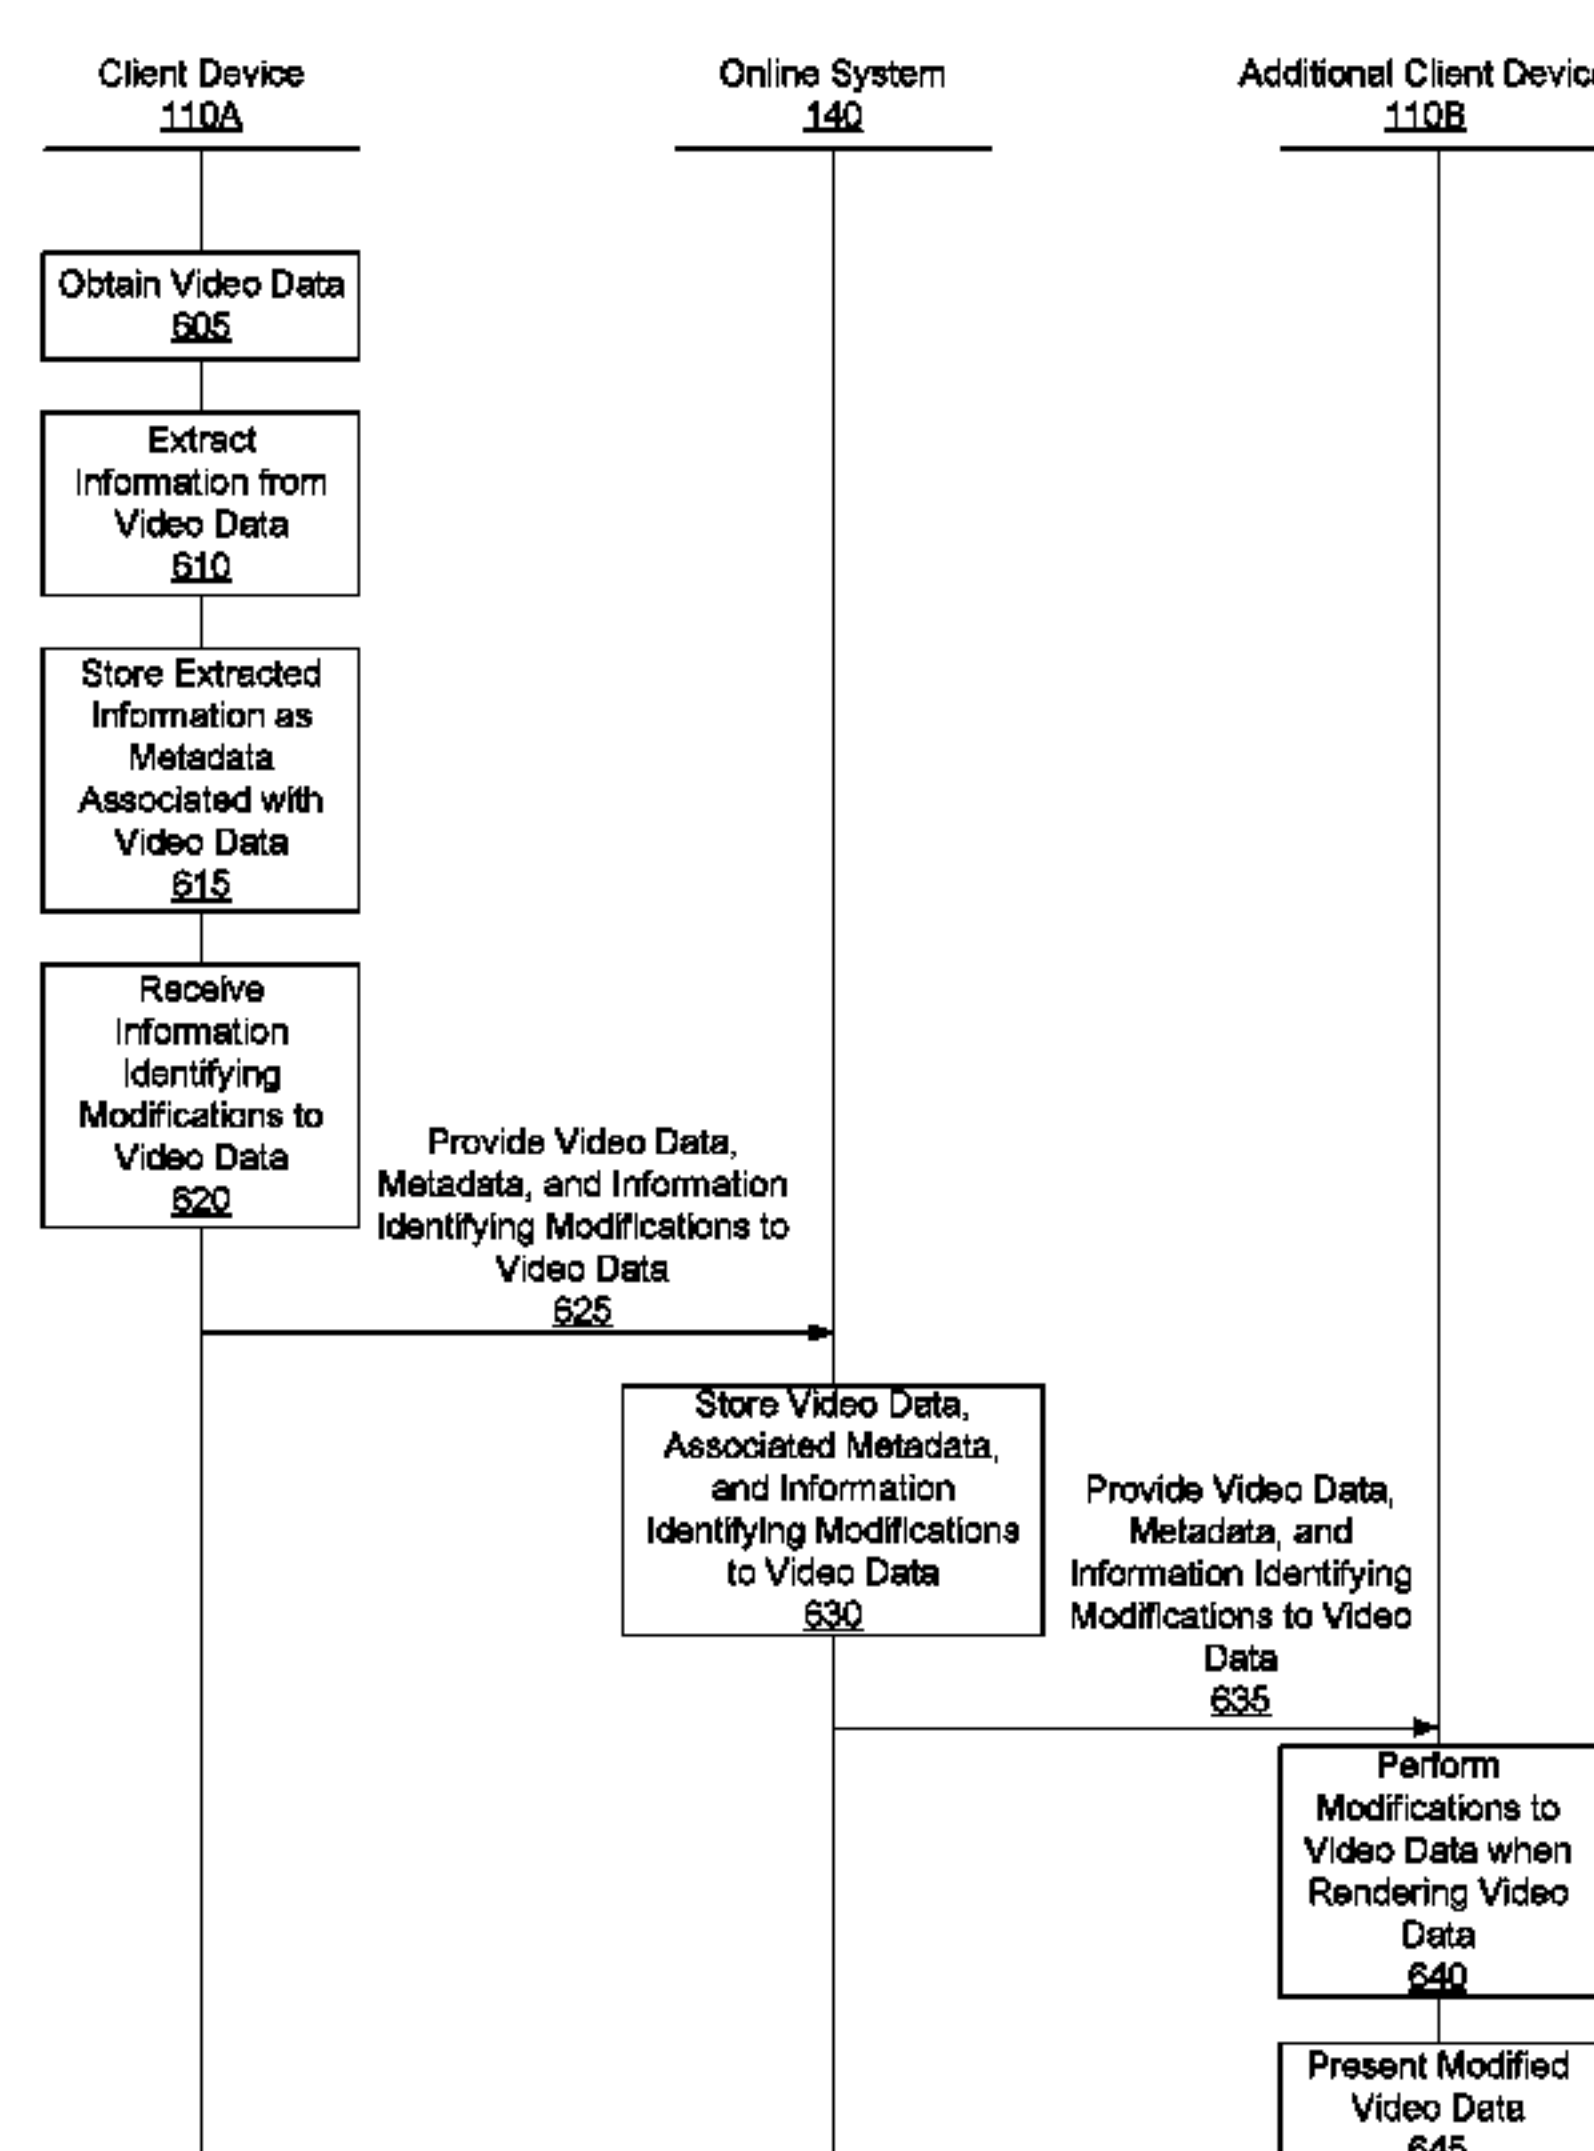 Client Device
110A
Online System
140
Additional Client Device
110B
Obtain Video Data
605
Extract
Information from
Video Data
610
Store Extracted
Information as
Metadata
Associated with
Video Data
615
Receive
Information
Identifying
Modifications to
Video Data
620
Provide Video Data,
Metadata, and Information
Identifying Modifications to
Video Data
625
Store Video Data,
Associated Metadata,
and Information
Identifying Modifications
to Video Data
630
Provide Video Data,
Metadata, and
Information Identifying
Modifications to Video
Data
635
Perform
Modifications to
Video Data when
Rendering Video
Data
640
Present Modified
Video Data
645